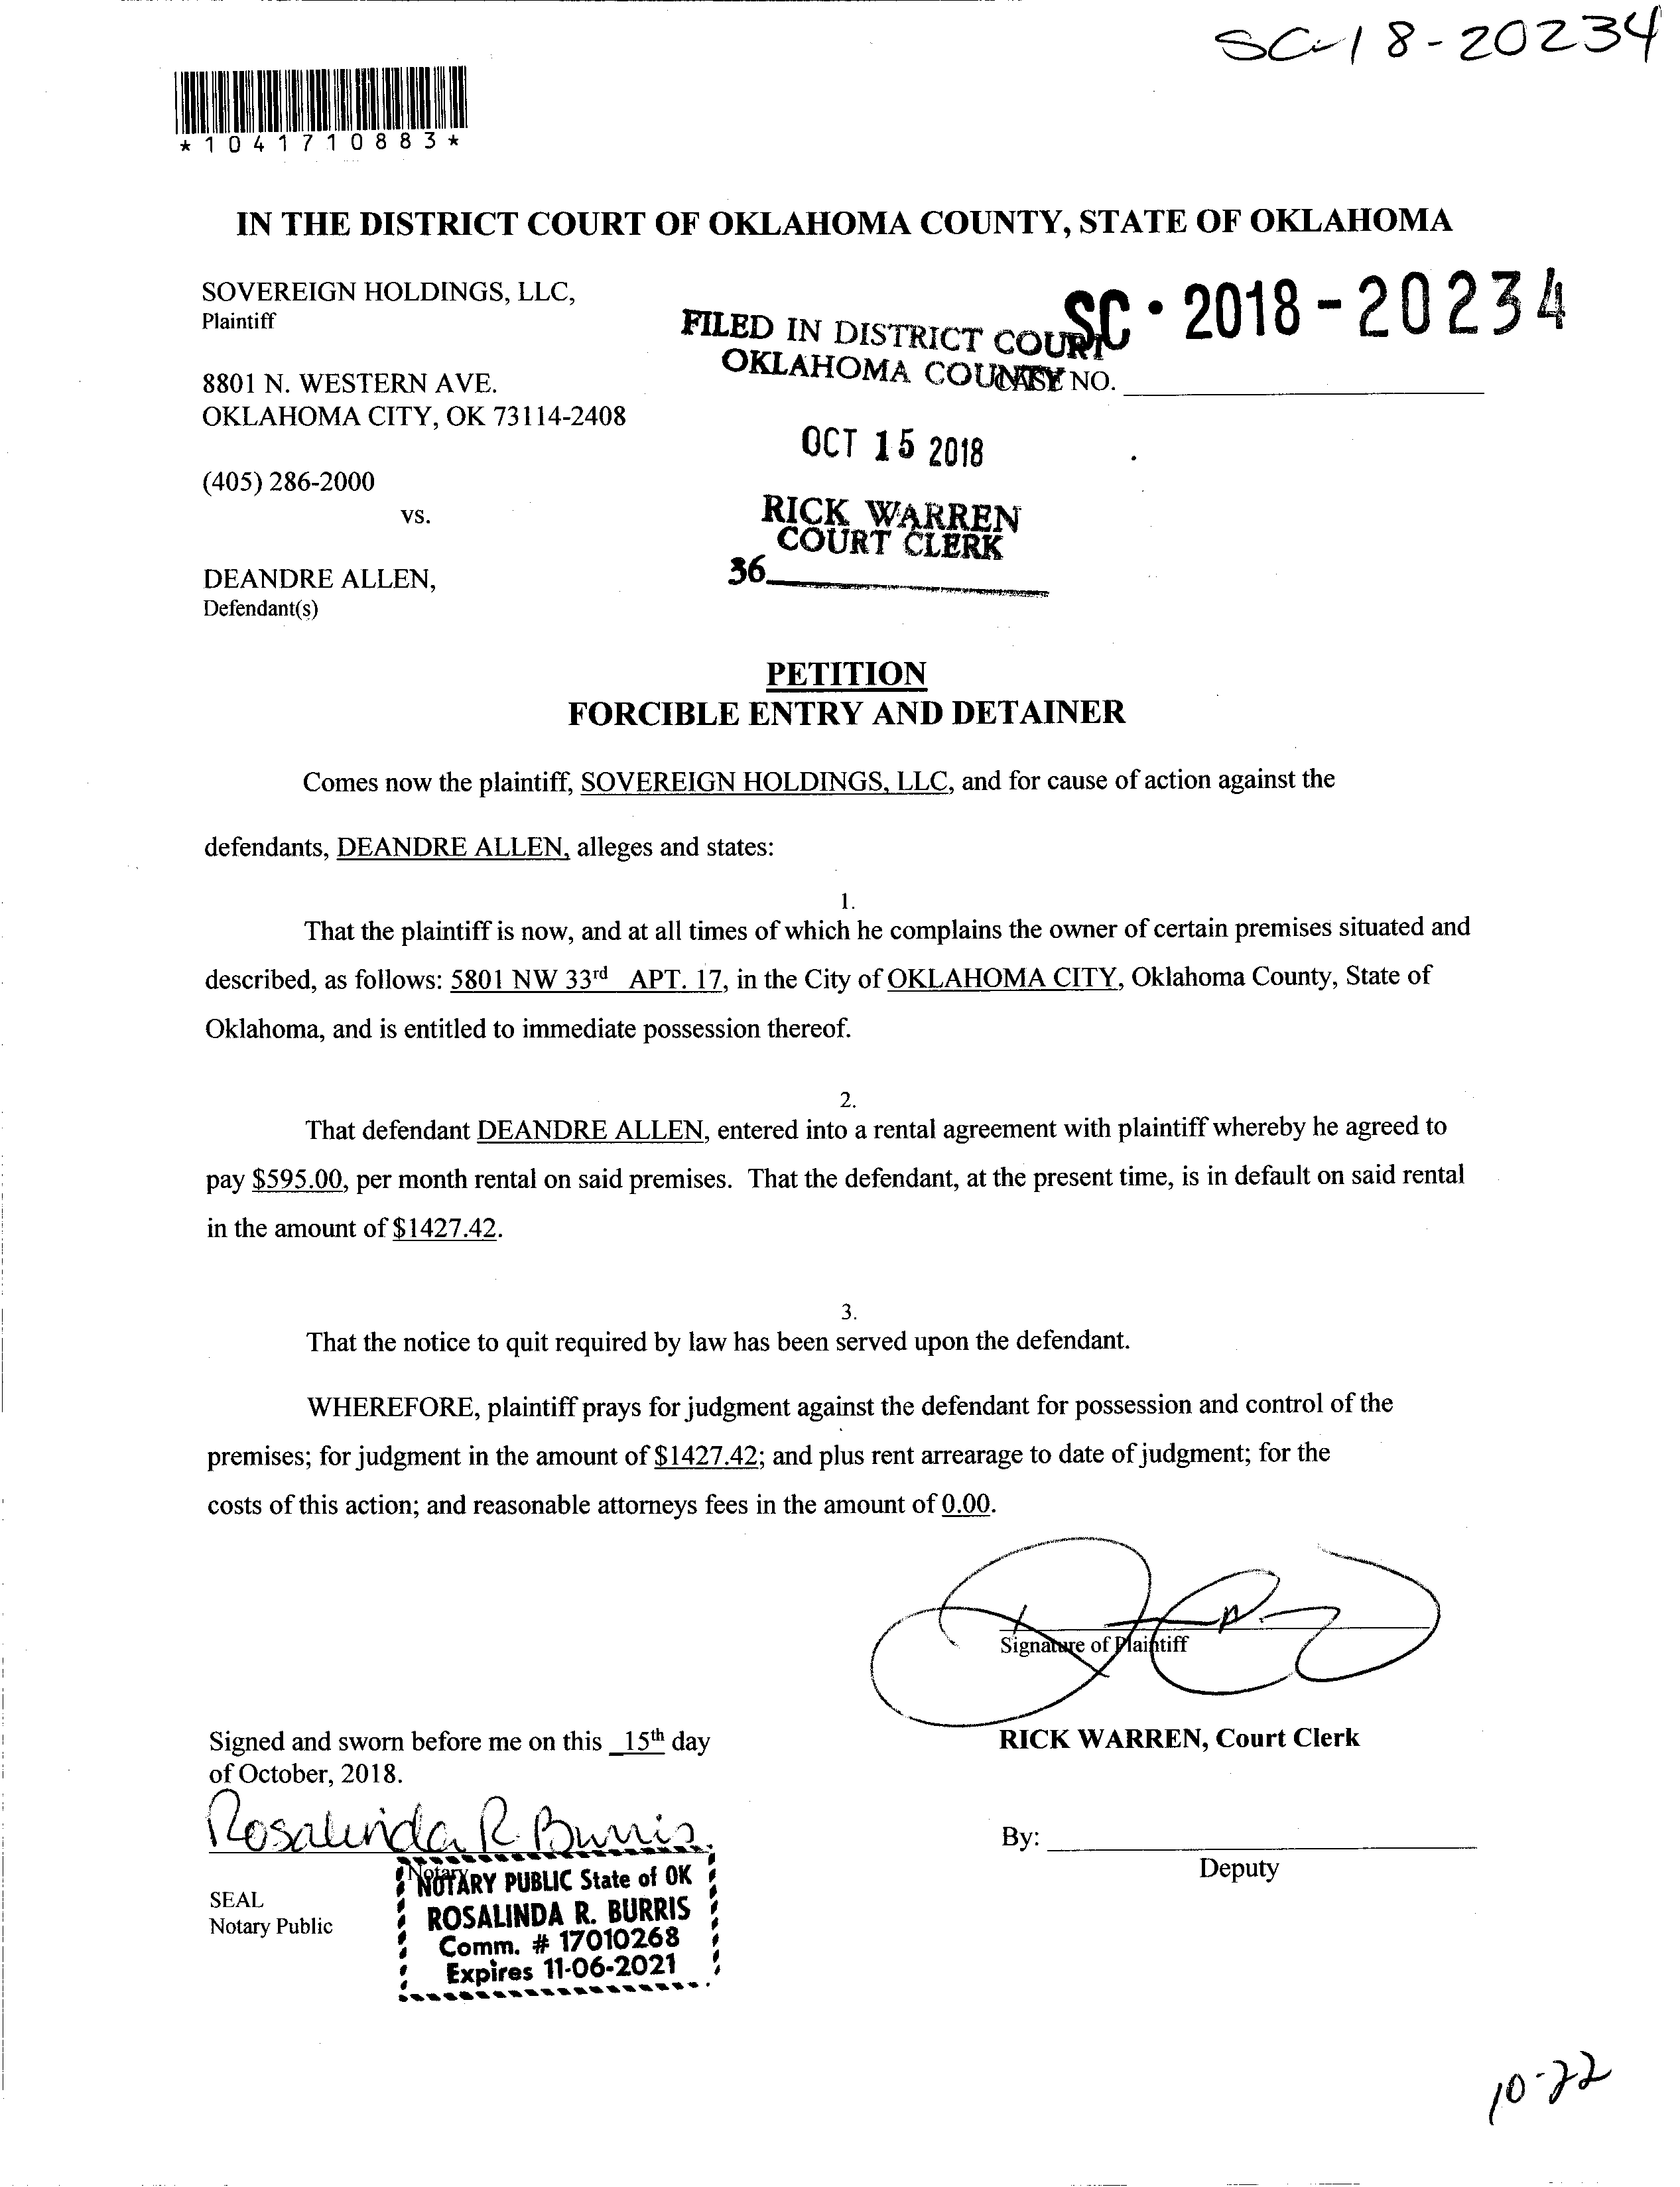 SC-18-20234
*1041710883*
IN THE DISTRICT COURT OF OKLAHOMA COUNTY, STATE OF OKLAHOMA
SOVEREIGN HOLDINGS, LLC,
Plaintiff
FILED IN DISTRICT COURT
OKLAHOMA COUNTY
SC · 2018-20234
CASE NO.
8801 N. WESTERN AVE.
OKLAHOMA CITY, OK 73114-2408
OCT 15 2018
(405) 286-2000
vs.
RICK WARREN
COURT CLERK
36
DEANDRE ALLEN,
Defendant(s)
PETITION
FORCIBLE ENTRY AND DETAINER
Comes now the plaintiff, SOVEREIGN HOLDINGS, LLC, and for cause of action against the
defendants, DEANDRE ALLEN, alleges and states:
1.
That the plaintiff is now, and at all times of which he complains the owner of certain premises situated and
described, as follows: 5801 NW 33rd APT. 17, in the City of OKLAHOMA CITY, Oklahoma County, State of
Oklahoma, and is entitled to immediate possession thereof.
2.
That defendant DEANDRE ALLEN, entered into a rental agreement with plaintiff whereby he agreed to
pay $595.00, per month rental on said premises. That the defendant, at the present time, is in default on said rental
in the amount of $1427.42.
3.
That the notice to quit required by law has been served upon the defendant.
WHEREFORE, plaintiff prays for judgment against the defendant for possession and control of the
premises; for judgment in the amount of $1427.42; and plus rent arrearage to date of judgment; for the
costs of this action; and reasonable attorneys fees in the amount of 0.00.
Signature of Plaintiff
Signed and sworn before me on this _15th day
of October, 2018.
RICK WARREN, Court Clerk
Rosalinda R Burris
By:
Deputy
Notary
SEAL
Notary Public
NOTARY PUBLIC State of OK
ROSALINDA R. BURRIS
Comm. # 17010268
Expires 11-06-2021
10-22